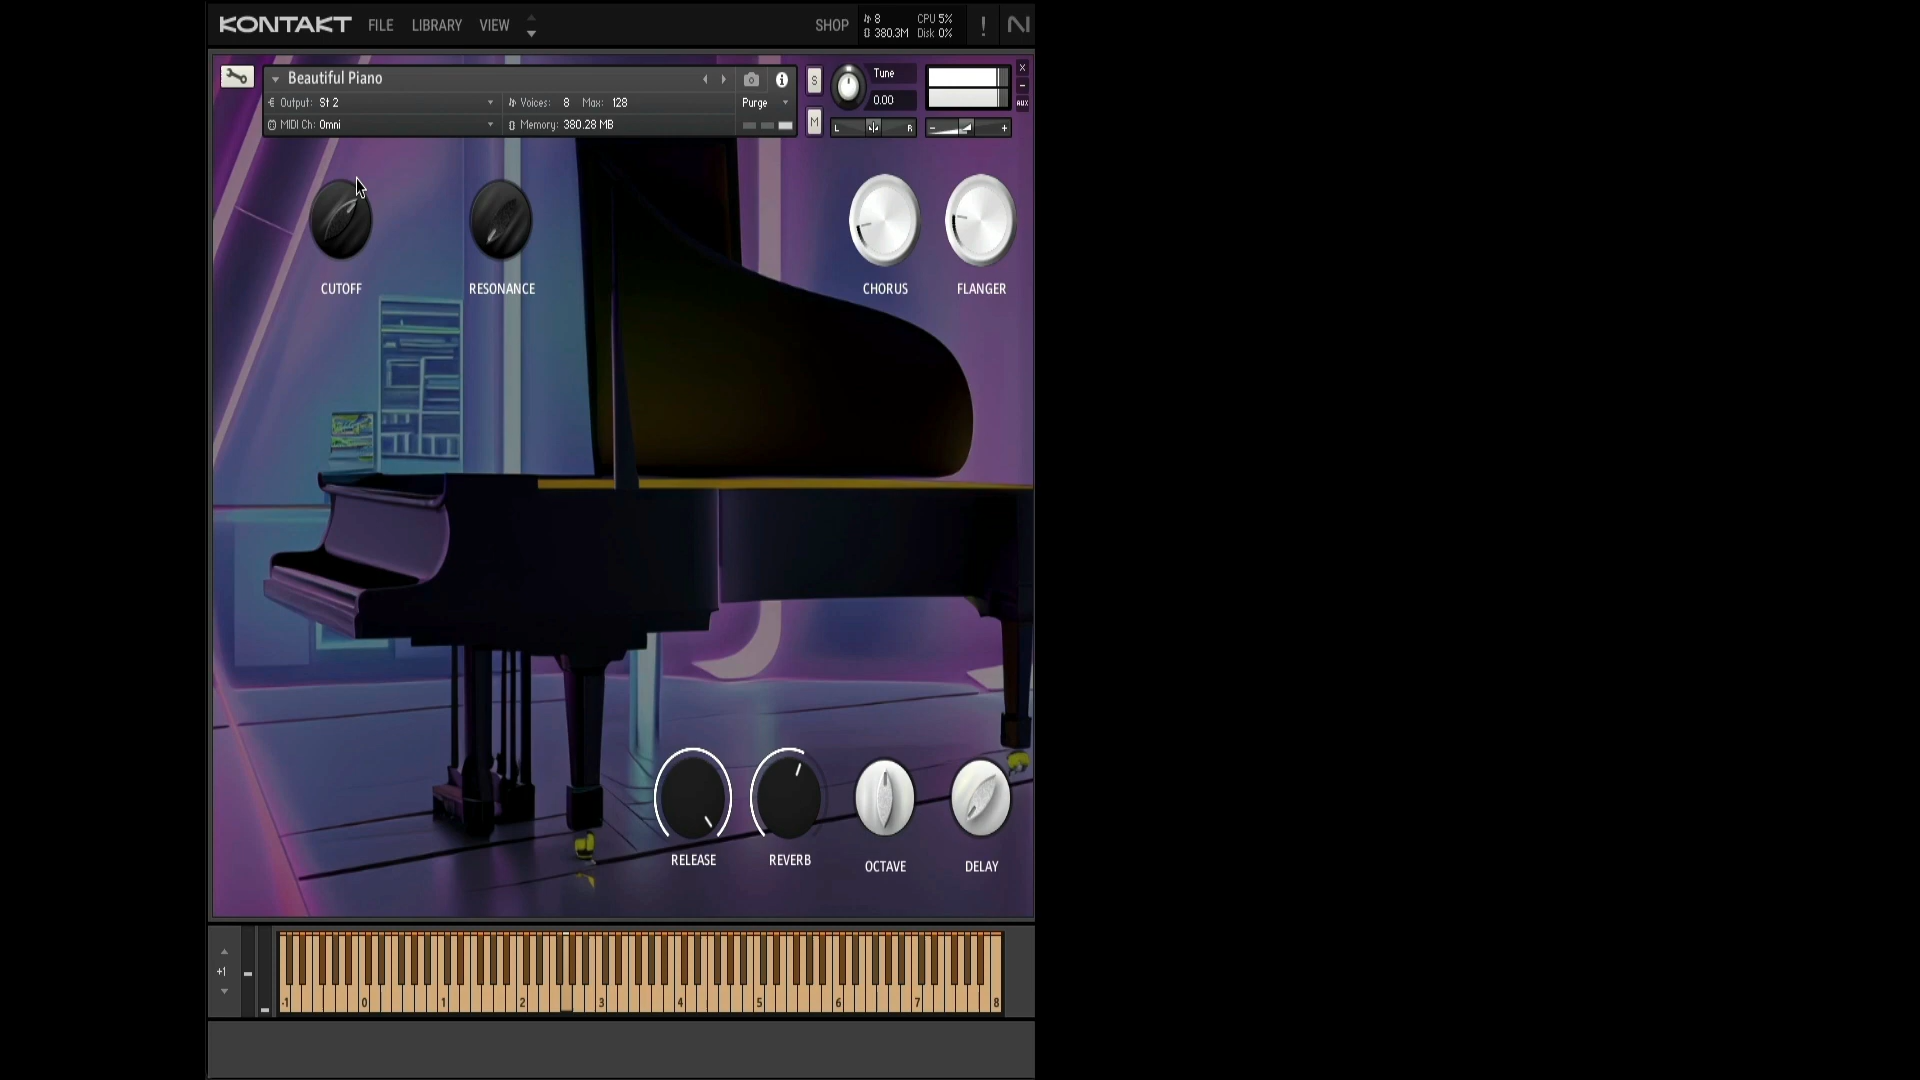 KONTAKT FILE LIBRARY VIEW SHOP 8 CPU 5%
380.3M Disk 0%
Beautiful Piano
Output: St 2 Voices: 8 Max: 128 Purge
MIDI Ch: Omni Memory: 380.28 MB
S Tune
0.00
M L R - +
x
-
AUX
CUTOFF RESONANCE CHORUS FLANGER
RELEASE REVERB OCTAVE DELAY
+1
-1 0 1 2 3 4 5 6 7 8